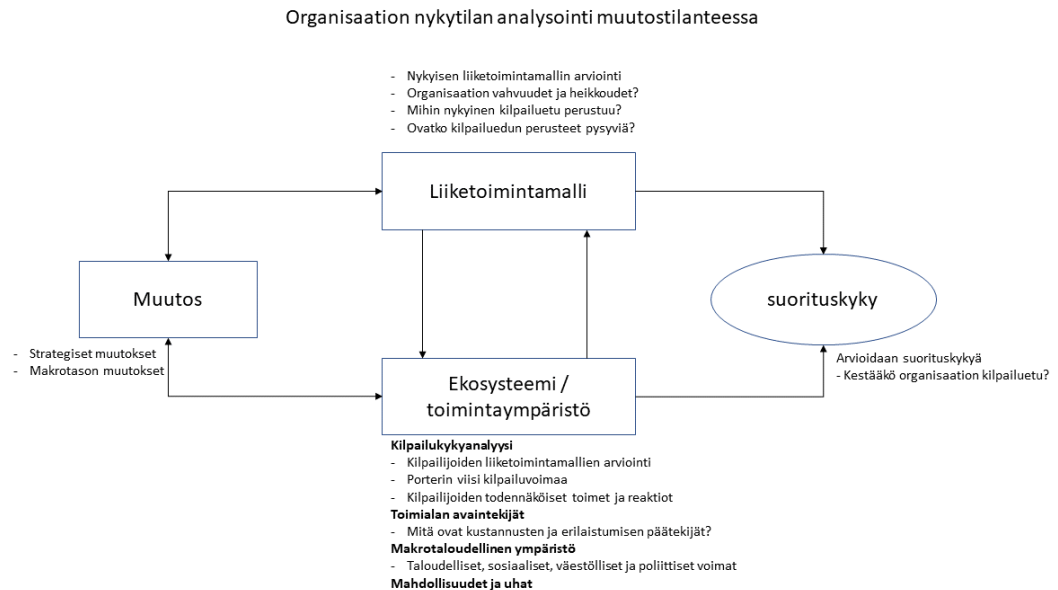 Organisaation nykytilan analysointi muutostilanteessa
- Nykyisen liiketoimintamallin arviointi
- Organisaation vahvuudet ja heikkoudet?
- Mihin nykyinen kilpailuetu perustuu?
- Ovatko kilpailuedun perusteet pysyviä?
Liiketoimintamalli
Muutos
- Strategiset muutokset
- Makrotason muutokset
suorituskyky
Arvioidaan suorituskykyä
- Kestääkö organisaation kilpailuetu?
Ekosysteemi /
toimintaympäristö
Kilpailukykyanalyysi
- Kilpailijoiden liiketoimintamallien arviointi
- Porterin viisi kilpailuvoimaa
- Kilpailijoiden todennäköiset toimet ja reaktiot
Toimialan avaintekijät
- Mitä ovat kustannusten ja erilaistumisen päätekijät?
Makrotaloudellinen ympäristö
- Taloudelliset, sosiaaliset, väestölliset ja poliittiset voimat
Mahdollisuudet ja uhat